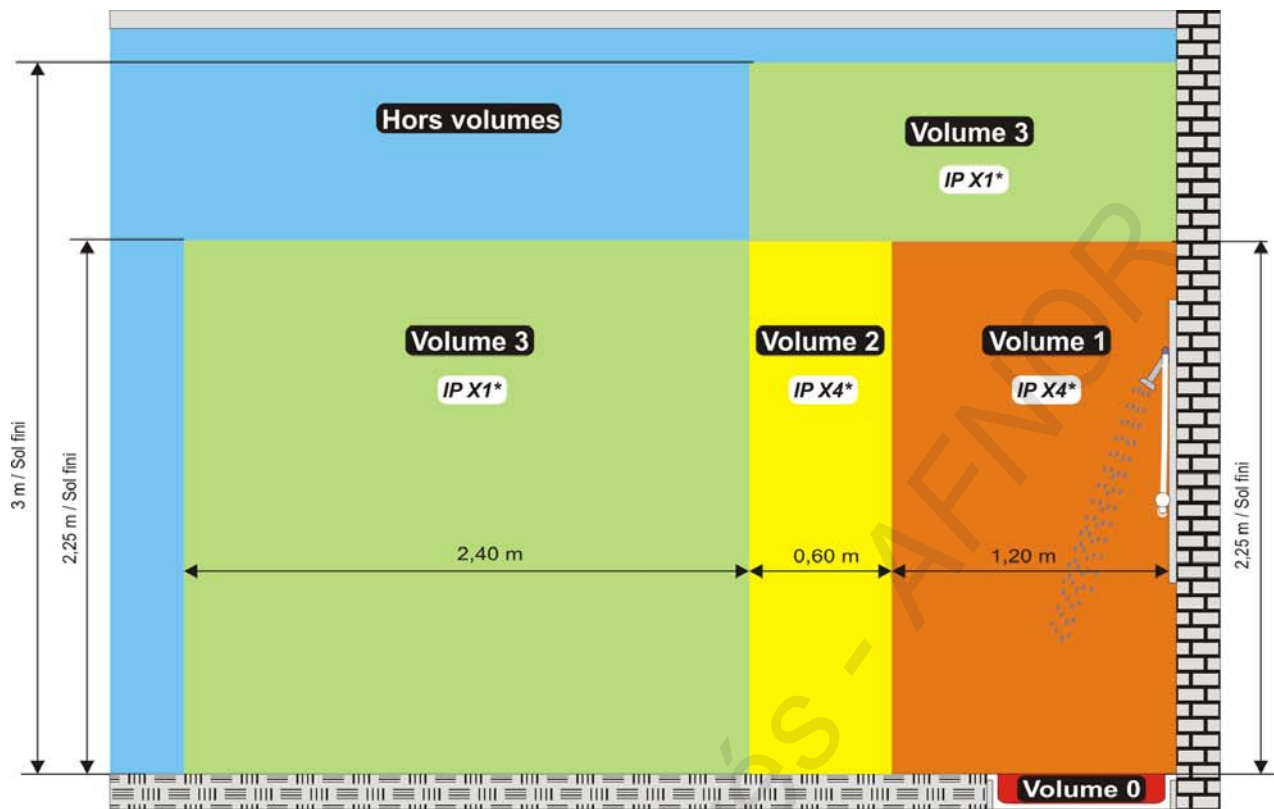 Hors volumes
Volume 3
IP X1*
Volume 3
IP X1*
Volume 2
IP X4*
Volume 1
IP X4*
3 m / Sol fini
2,25 m / Sol fini
2,40 m
0,60 m
1,20 m
2,25 m / Sol fini
Volume 0
és - AFNOR